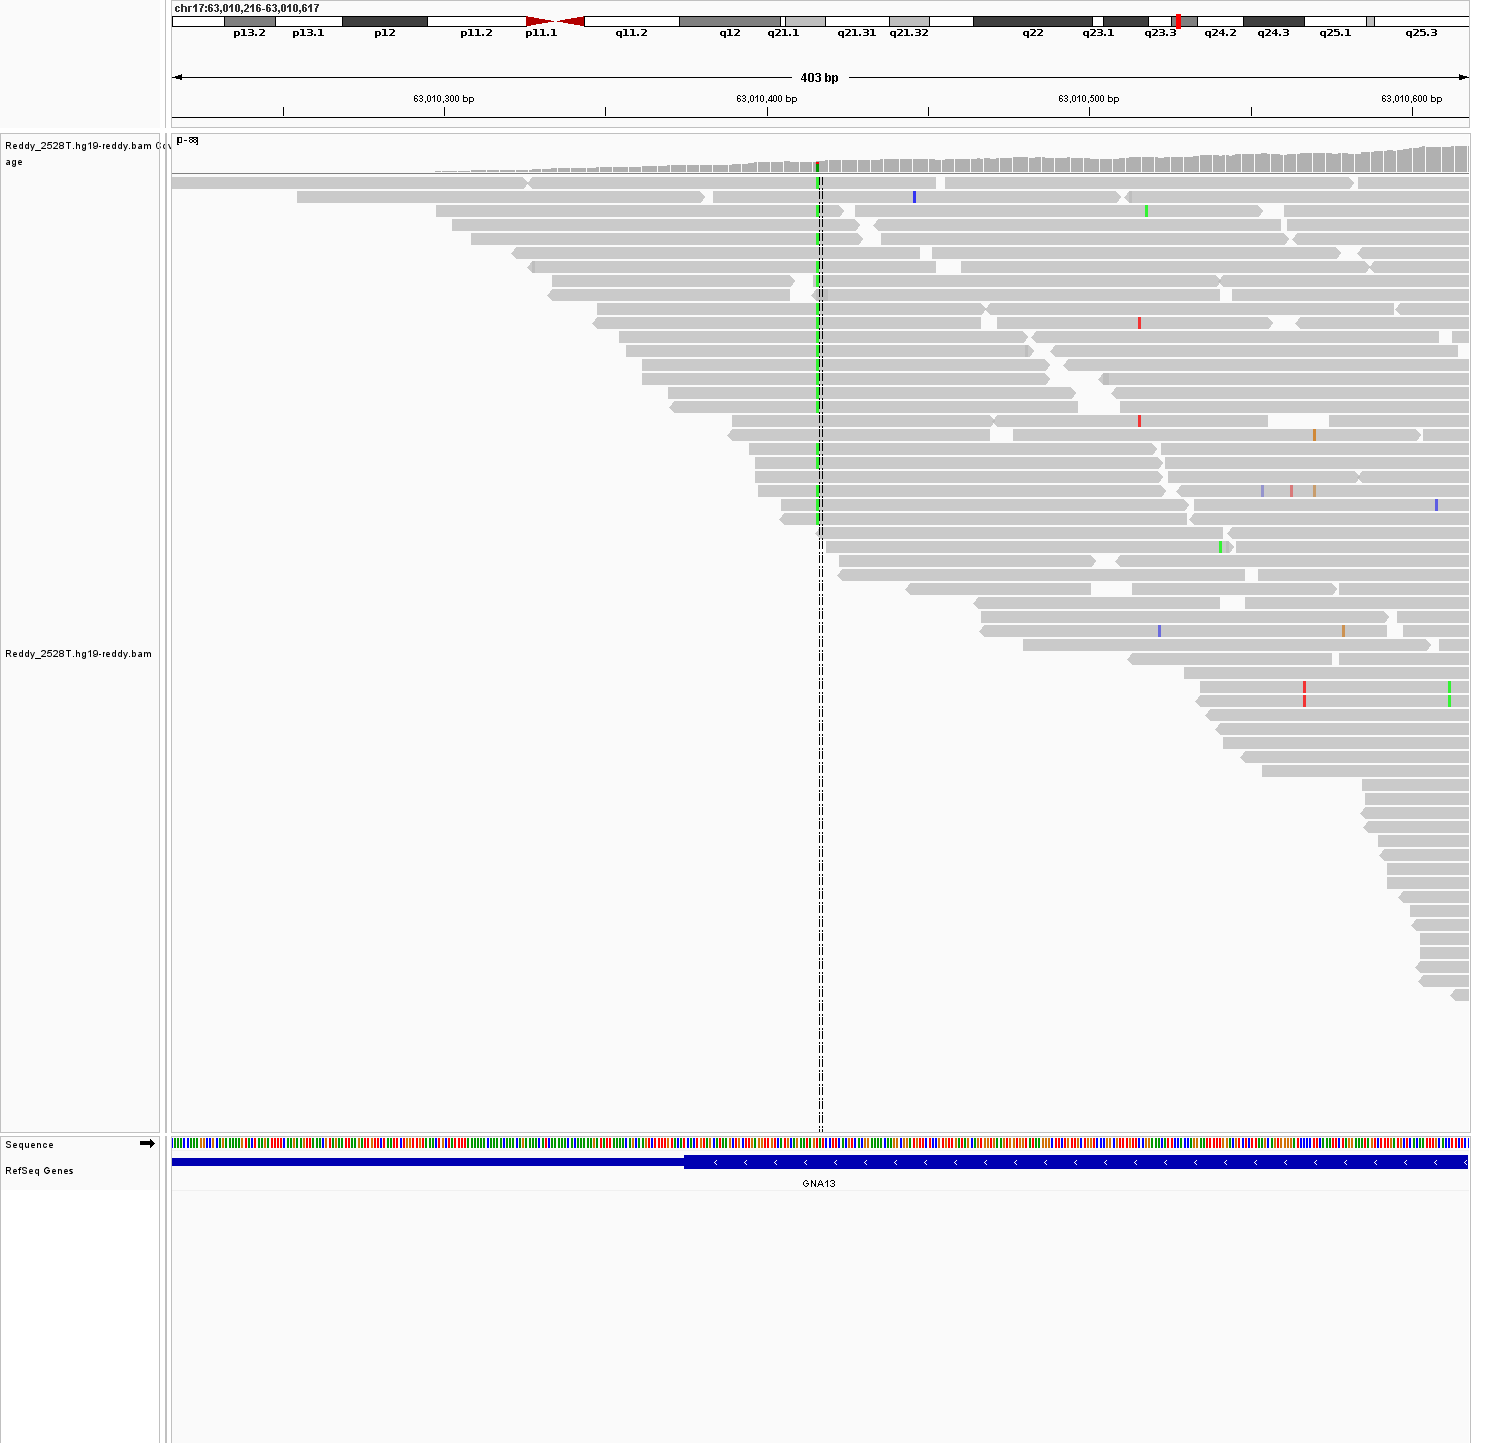 chr17:63,010,216-63,010,617
p13.2 p13.1 p12 p11.2 p11.1 q11.2 q12 q21.1 q21.31 q21.32 q22 q23.1 q23.3 q24.2 q24.3 q25.1 q25.3
403 bp
63,010,300 bp 63,010,400 bp 63,010,500 bp 63,010,600 bp
Reddy_2528T.hg19-reddy.bam Cov
age
[0 - 88]
Reddy_2528T.hg19-reddy.bam
Sequence
RefSeq Genes
GNA13